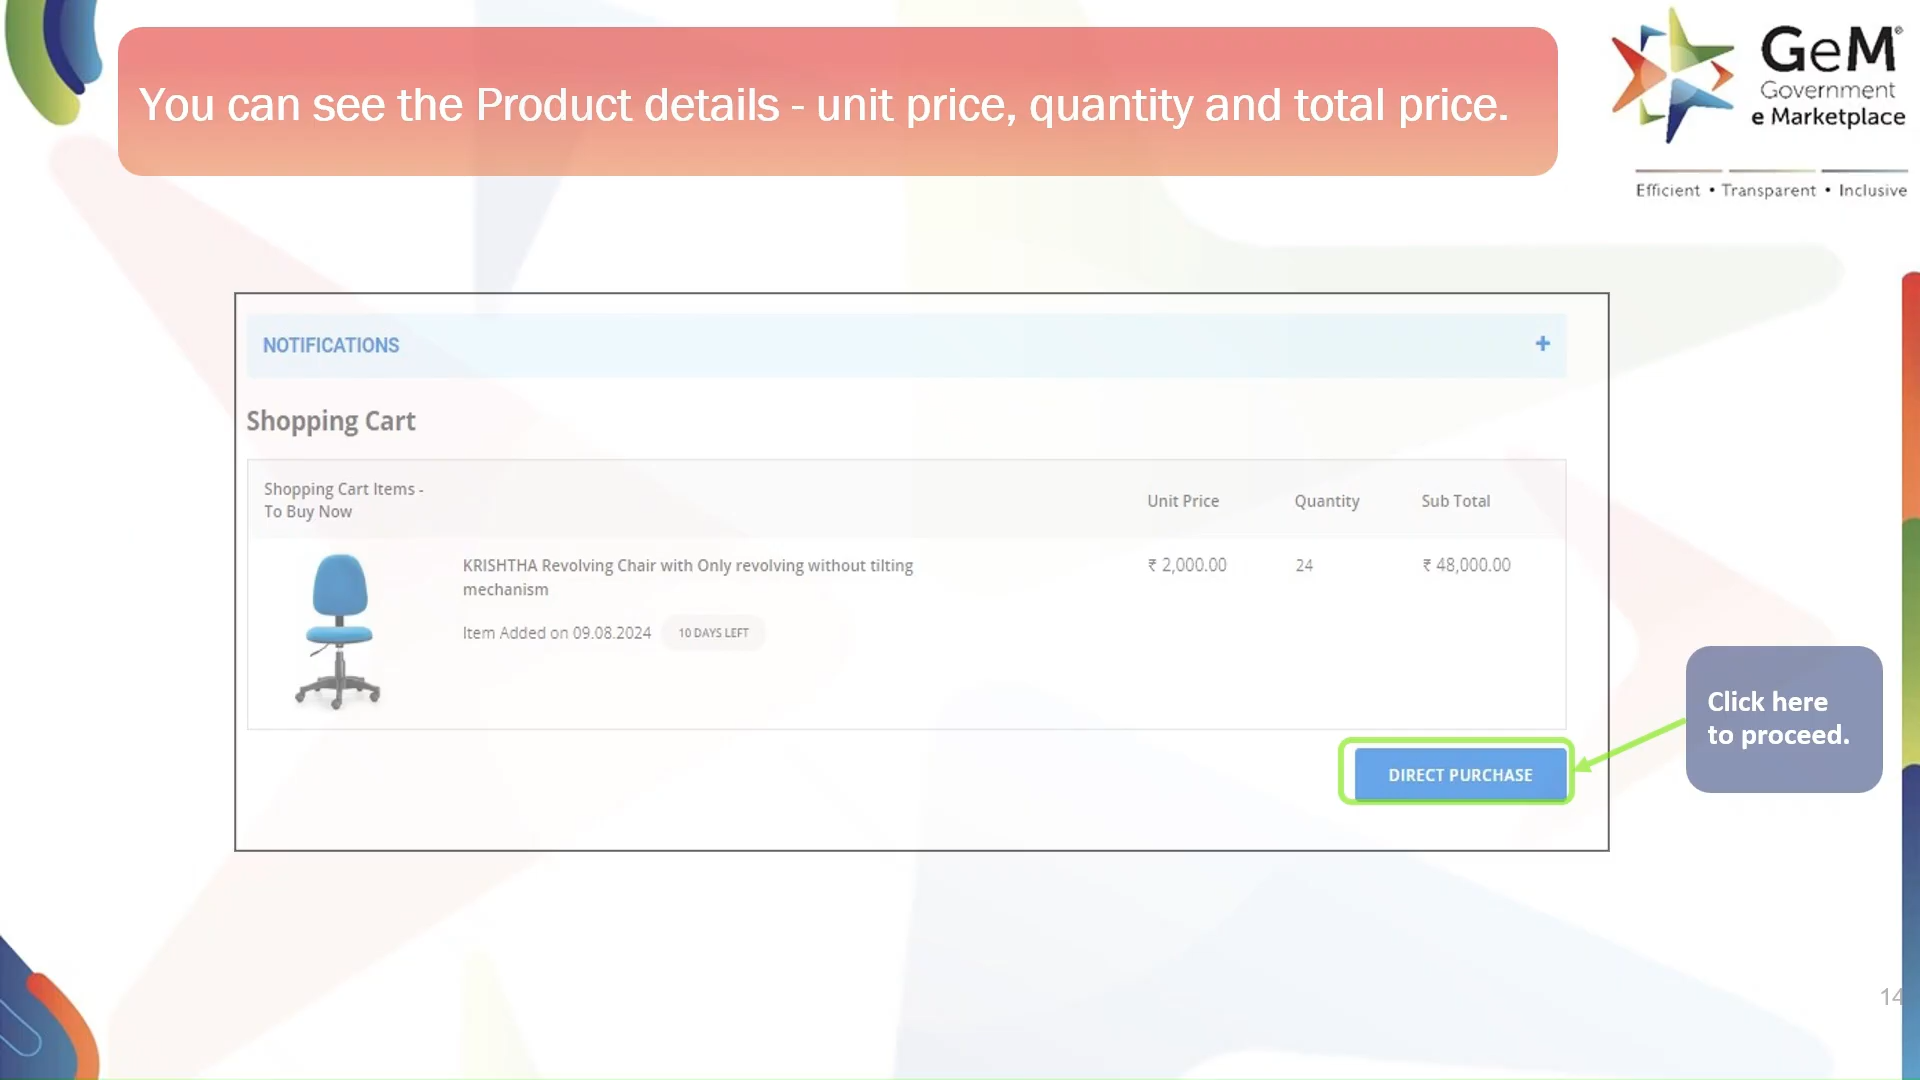 You can see the Product details - unit price, quantity and total price.
GeM
Government
e Marketplace
Efficient • Transparent • Inclusive
NOTIFICATIONS +
Shopping Cart
Shopping Cart Items -
To Buy Now
Unit Price Quantity Sub Total
KRISHTHA Revolving Chair with Only revolving without tilting
mechanism
₹ 2,000.00 24 ₹ 48,000.00
Item Added on 09.08.2024 10 DAYS LEFT
Click here
to proceed.
DIRECT PURCHASE
14